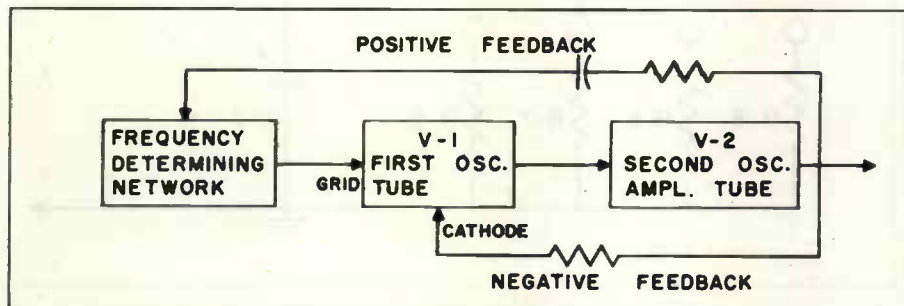 POSITIVE FEEDBACK
FREQUENCY
DETERMINING
NETWORK
GRID
V-1
FIRST OSC.
TUBE
V-2
SECOND OSC.
AMPL. TUBE
CATHODE
NEGATIVE FEEDBACK